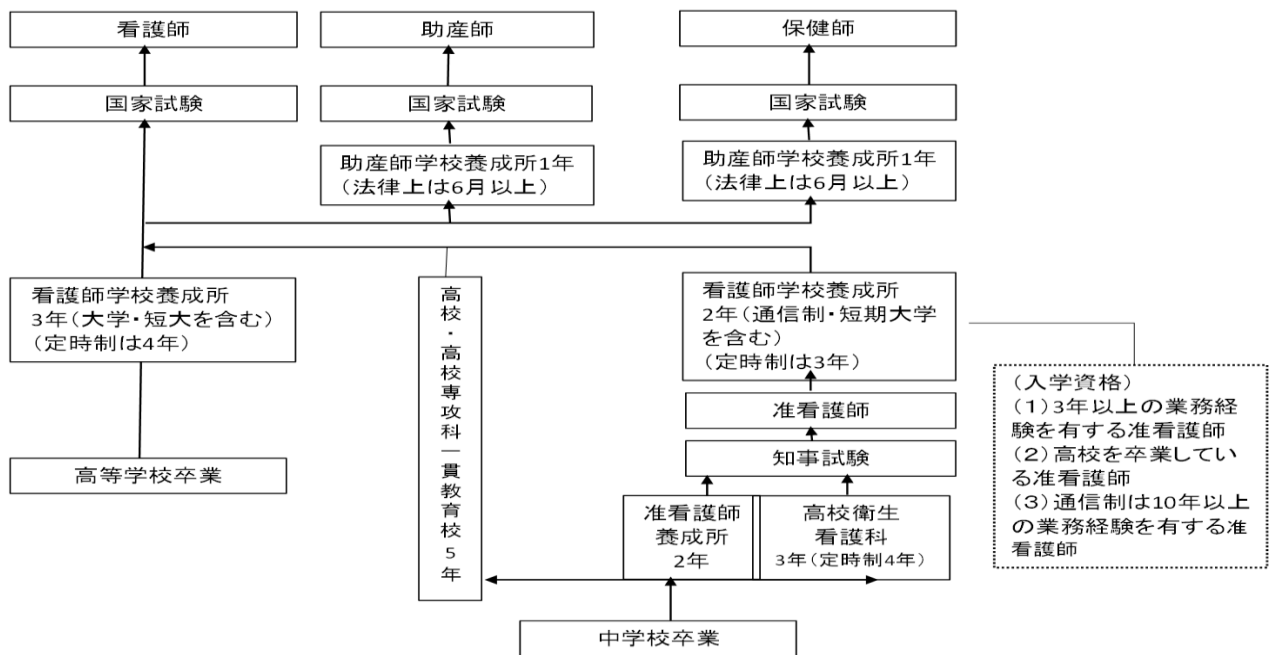 看護師
助産師
保健師
国家試験
国家試験
国家試験
助産師学校養成所1年
（法律上は6月以上）
助産師学校養成所1年
（法律上は6月以上）
看護師学校養成所
3年（大学・短大を含む）
（定時制は4年）
高校・高校専攻科一貫教育校5年
看護師学校養成所
2年（通信制・短期大学
を含む）
（定時制は3年）
（入学資格）
（1）3年以上の業務経
験を有する准看護師
（2）高校を卒業してい
る准看護師
（3）通信制は10年以上
の業務経験を有する准
看護師
准看護師
知事試験
高等学校卒業
准看護師
養成所
2年
高校衛生
看護科
3年（定時制4年）
中学校卒業